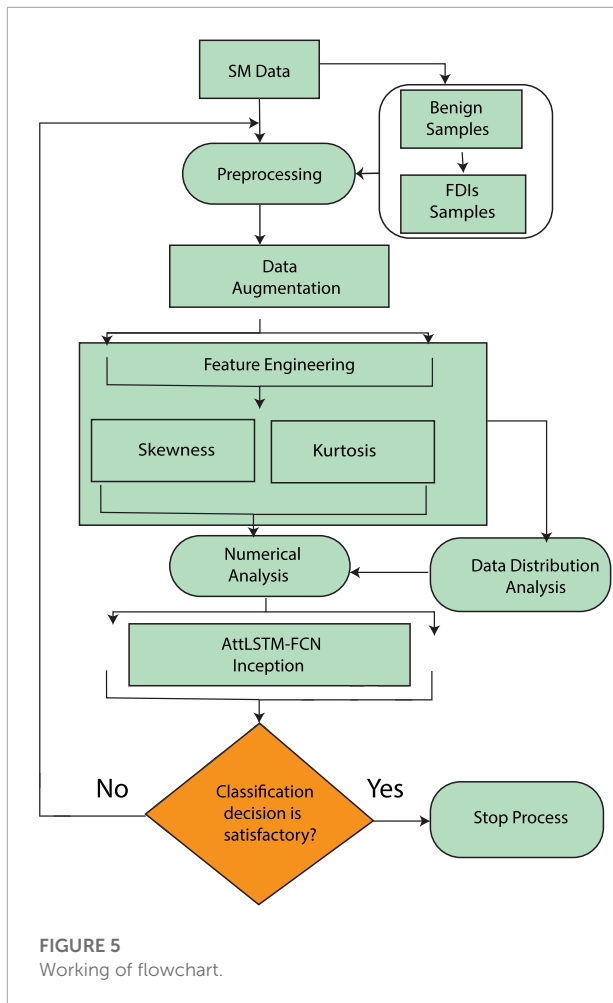 SM Data
Benign
Samples
Preprocessing
FDIs
Samples
Data
Augmentation
Feature Engineering
Skewness
Kurtosis
Numerical
Analysis
Data Distribution
Analysis
AttLSTM-FCN
Inception
No
Classification
decision is
satisfactory?
Yes
Stop Process
FIGURE 5
Working of flowchart.